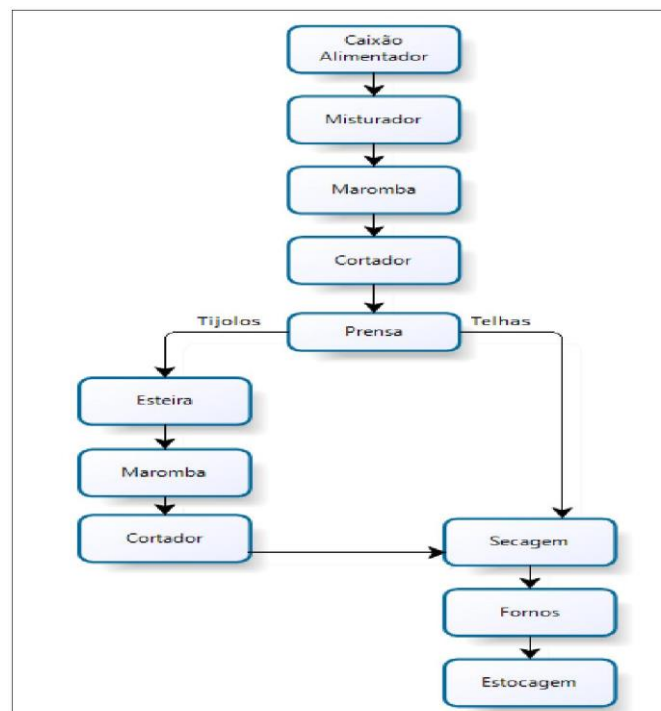 Caixão
Alimentador
Misturador
Maromba
Cortador
Tijolos
Prensa
Telhas
Esteira
Maromba
Cortador
Secagem
Fornos
Estocagem